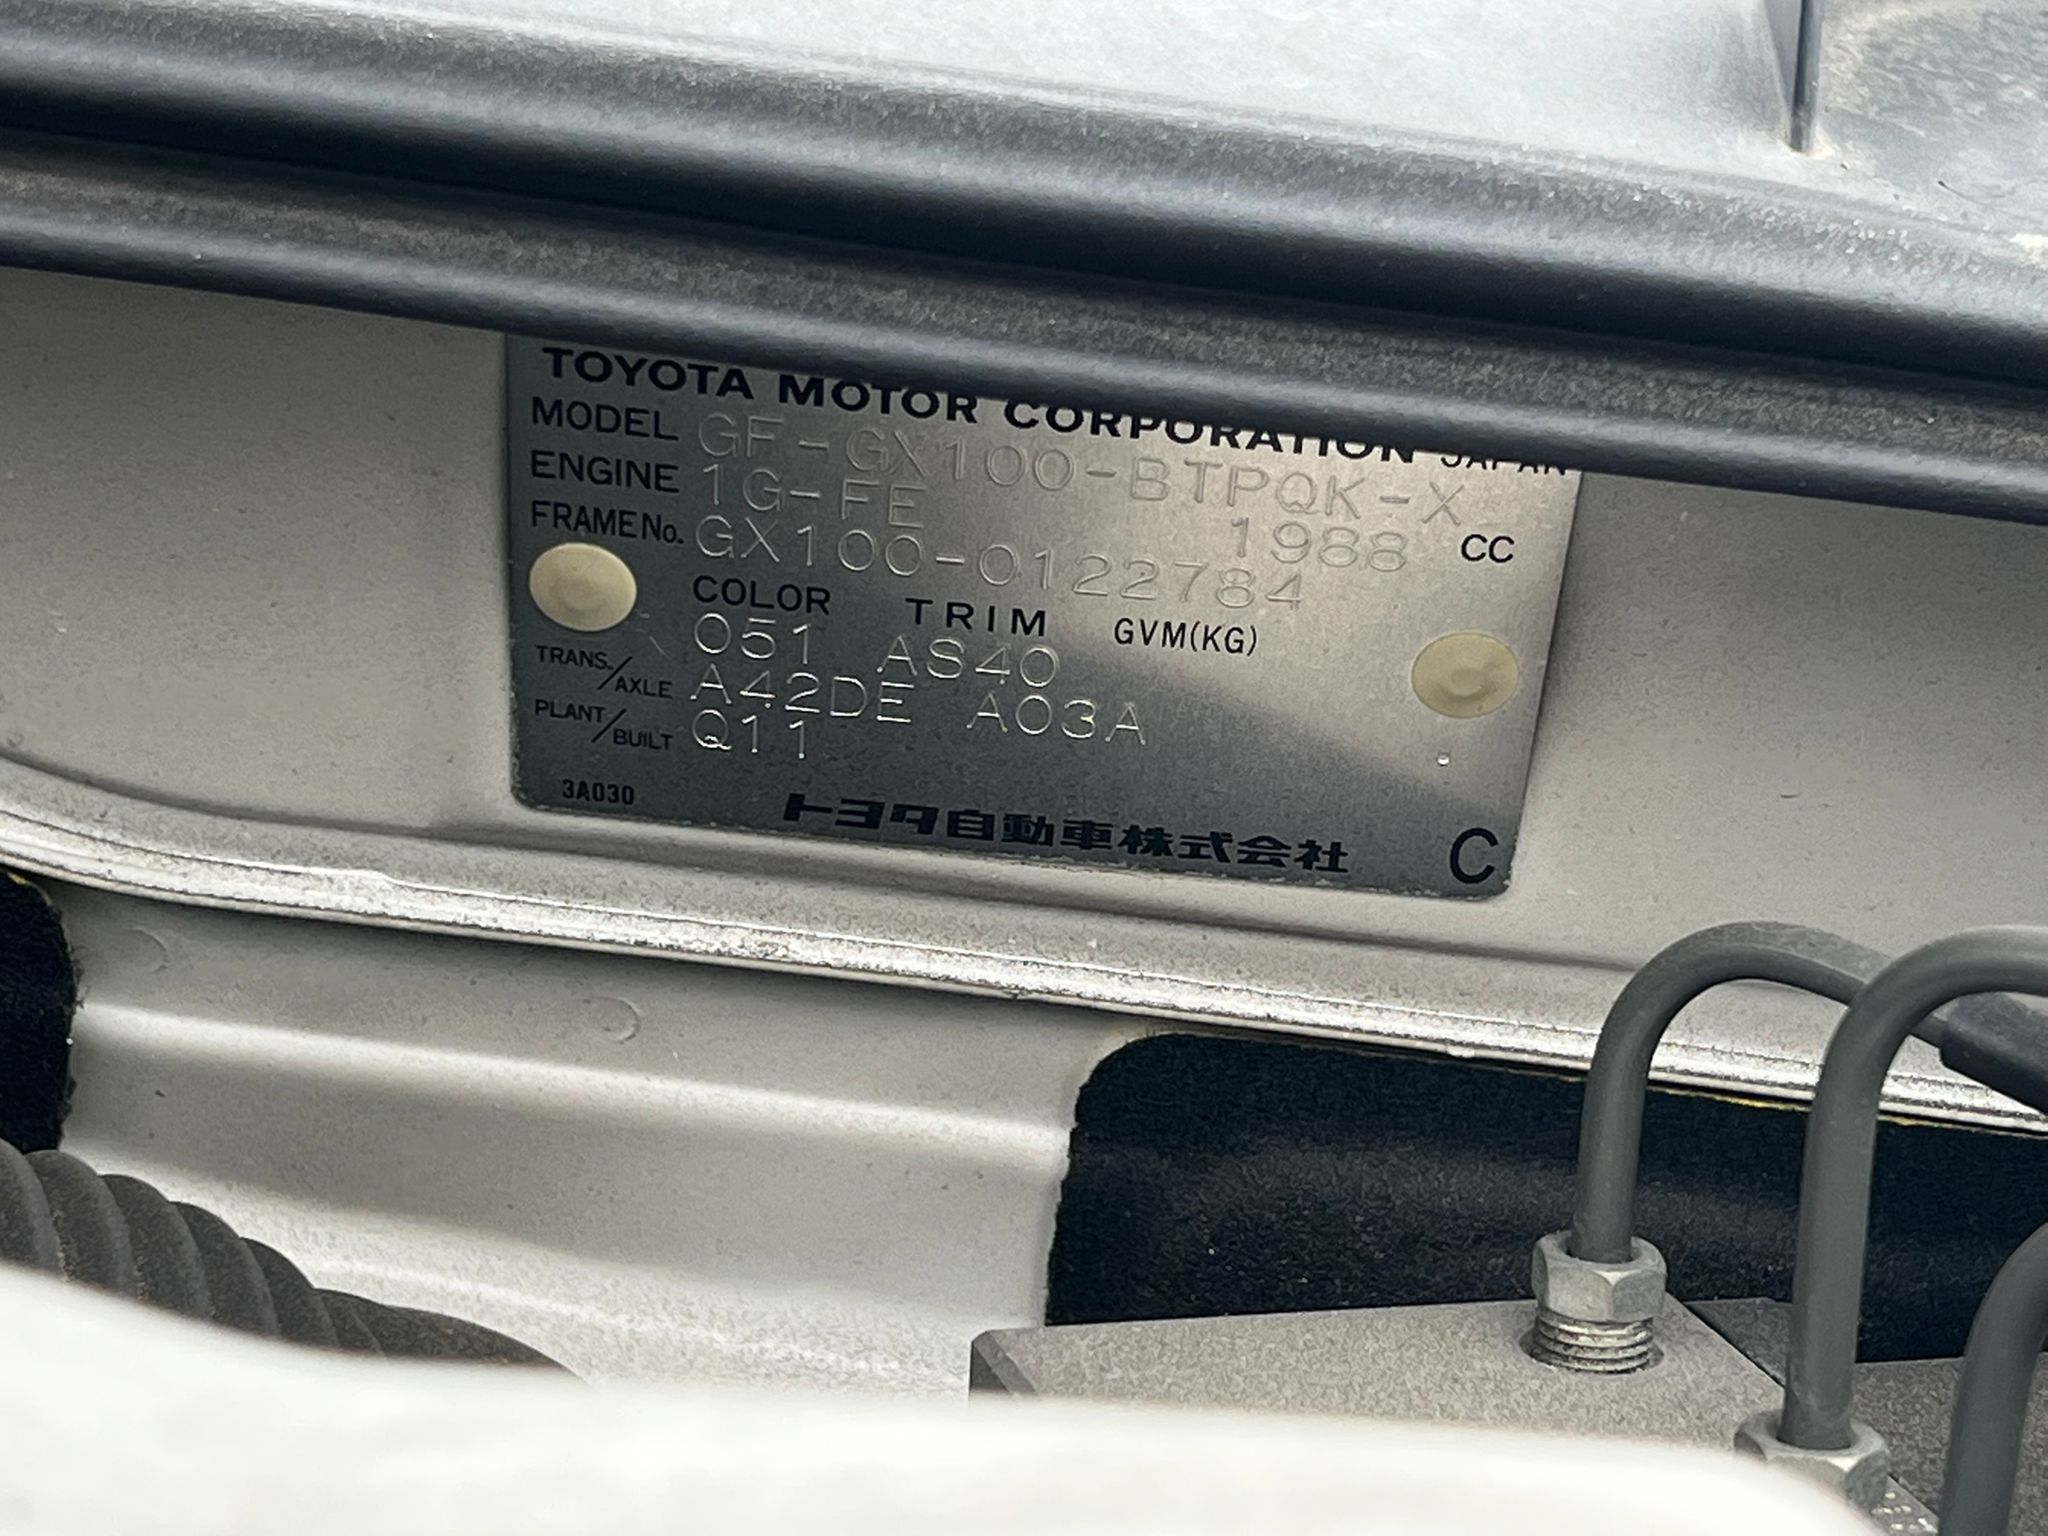 TOYOTA MOTOR CORPORATION JAPAN
MODEL GF-GX100-BTPQK-X
ENGINE 1G-FE 1988 CC
FRAME No. GX100-0122784
COLOR TRIM GVM(KG)
051 AS40
TRANS./AXLE A42DE A03A
PLANT/BUILT Q11
3A030 トヨタ自動車株式会社 C